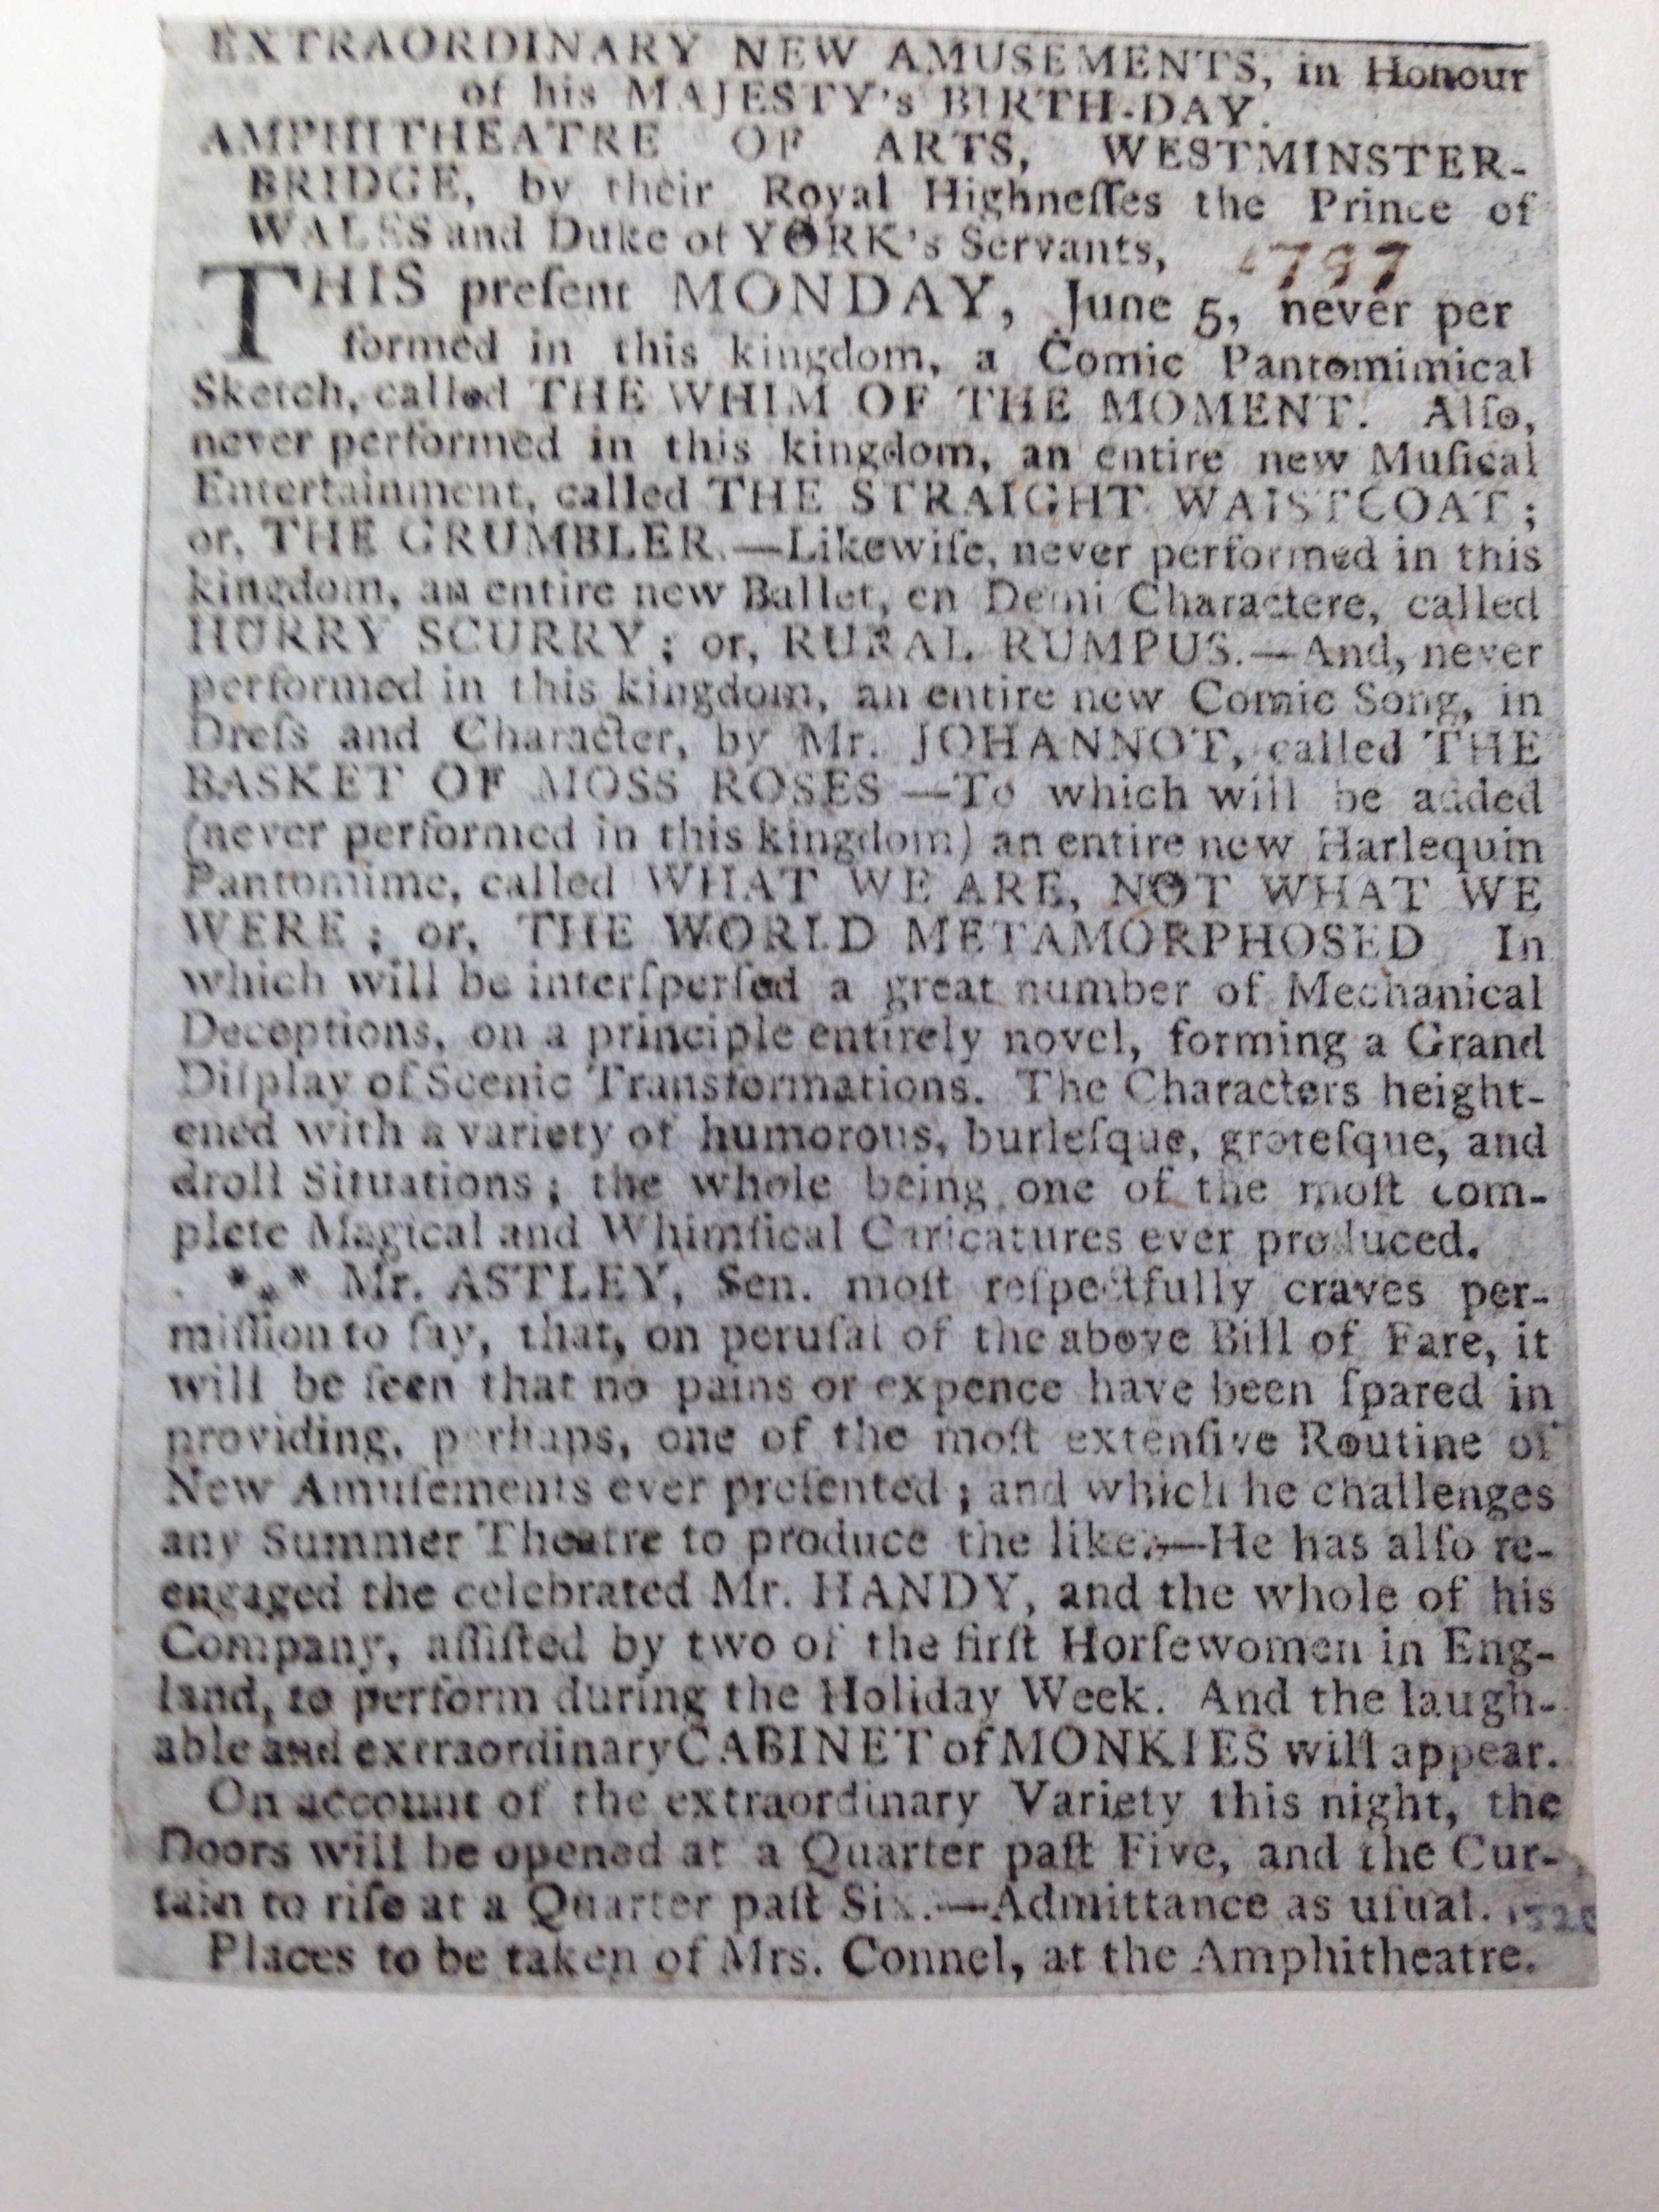 EXTRAORDINARY NEW AMUSEMENTS, in Honour
of his MAJESTY's BIRTH-DAY.
AMPHITHEATRE OF ARTS, WESTMINSTER-
BRIDGE, by their Royal Highneſſes the Prince of
WALES and Duke of YORK's Servants,
1797
THIS preſent MONDAY, June 5, never per
formed in this kingdom, a Comic Pantomimical
Sketch, called THE WHIM OF THE MOMENT. Alſo,
never performed in this kingdom, an entire new Muſical
Entertainment, called THE STRAIGHT WAISTCOAT;
or, THE GRUMBLER.—Likewiſe, never performed in this
kingdom, an entire new Ballet, en Demi Charactere, called
HURRY SCURRY; or, RURAL RUMPUS.—And, never
performed in this kingdom, an entire new Comic Song, in
Dreſs and Character, by Mr. JOHANNOT, called THE
BASKET OF MOSS ROSES —To which will be added
(never performed in this kingdom) an entire new Harlequin
Pantomime, called WHAT WE ARE, NOT WHAT WE
WERE; or, THE WORLD METAMORPHOSED In
which will be interſperſed a great number of Mechanical
Deceptions, on a principle entirely novel, forming a Grand
Diſplay of Scenic Transformations. The Characters height-
ened with a variety of humorous, burleſque, groteſque, and
droll Situations; the whole being one of the moſt com-
plete Magical and Whimſical Caricatures ever produced.
*⁎* Mr. ASTLEY, Sen. moſt reſpectfully craves per-
miſſion to ſay, that, on peruſal of the above Bill of Fare, it
will be ſeen that no pains or expence have been ſpared in
providing, perhaps, one of the moſt extenſive Routine of
New Amuſements ever preſented; and which he challenges
any Summer Theatre to produce the like.—He has alſo re-
engaged the celebrated Mr. HANDY, and the whole of his
Company, aſſiſted by two of the firſt Horſewomen in Eng-
land, to perform during the Holiday Week. And the laugh-
able and extraordinary CABINET of MONKIES will appear.
On account of the extraordinary Variety this night, the
Doors will be opened at a Quarter paſt Five, and the Cur-
tain to riſe at a Quarter paſt Six.—Admittance as uſual.
Places to be taken of Mrs. Connel, at the Amphitheatre.